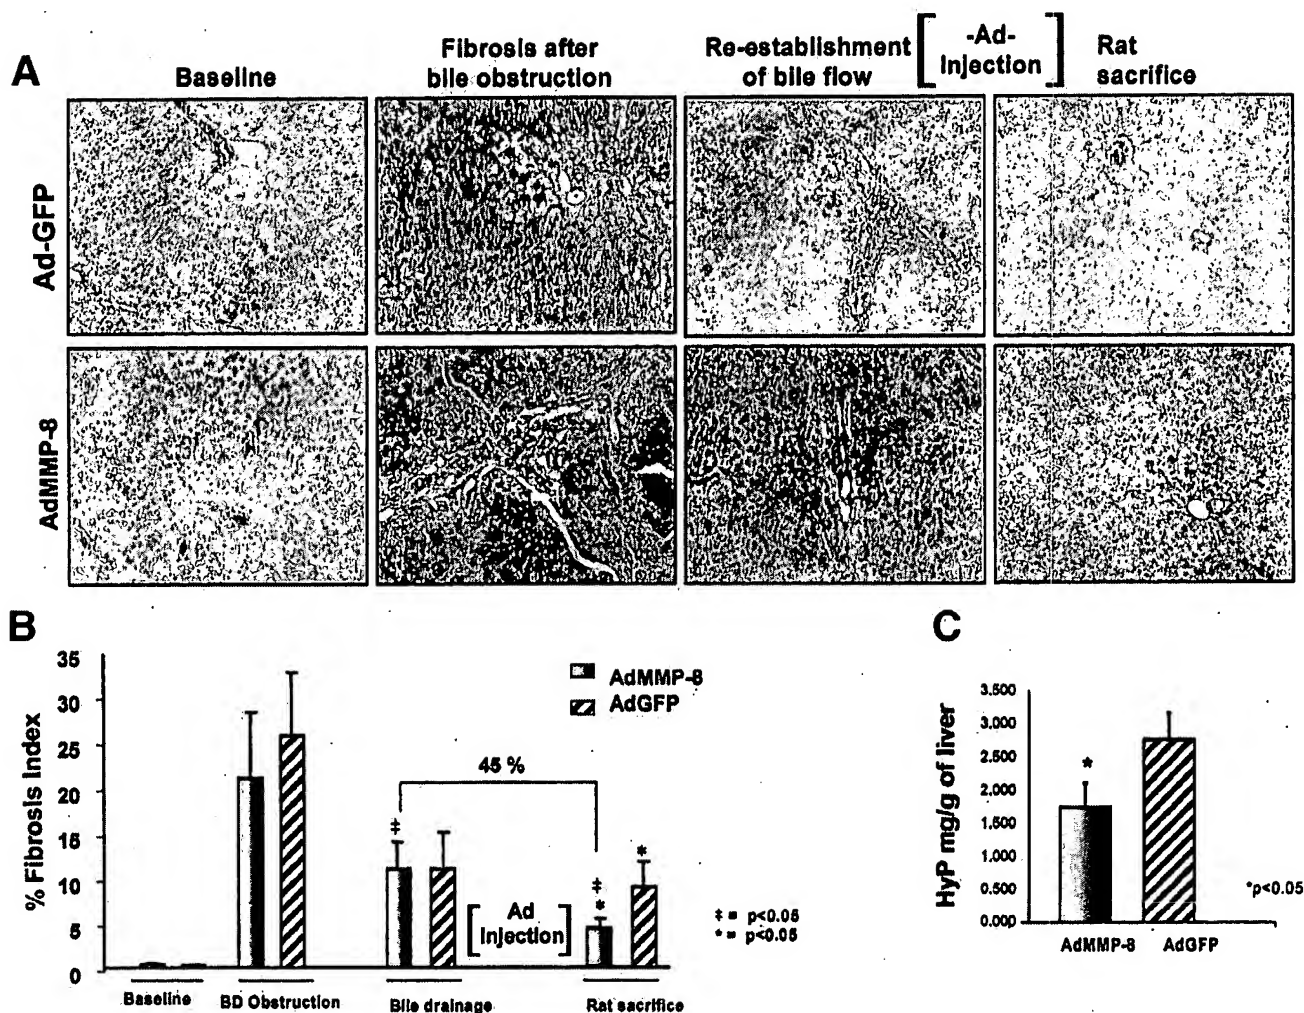 A
Baseline
Fibrosis after
bile obstruction
Re-establishment
of bile flow
-Ad-
Injection
Rat
sacrifice
Ad-GFP
AdMMP-8
B
% Fibrosis Index
35
30
25
20
15
10
5
0
AdMMP-8
AdGFP
45 %
‡
‡
*
*
Ad
Injection
‡ = p<0.05
* = p<0.05
Baseline
BD Obstruction
Bile drainage
Rat sacrifice
C
HyP mg/g of liver
3.500
3.000
2.500
2.000
1.500
1.000
0.500
0.000
*
*p<0.05
AdMMP-8
AdGFP